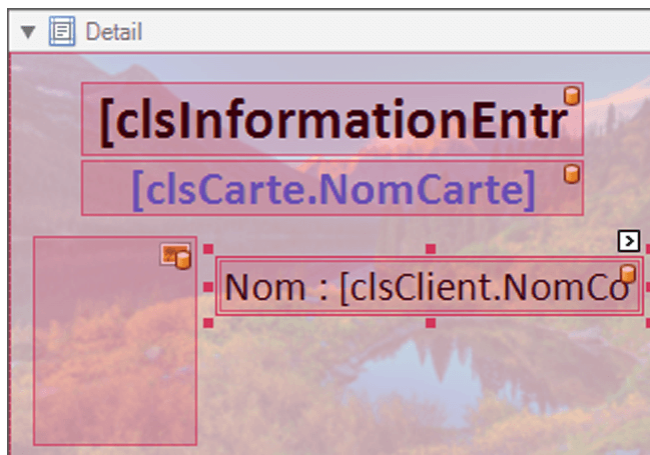 Detail
[clsInformationEntr
[clsCarte.NomCarte]
Nom : [clsClient.NomCo